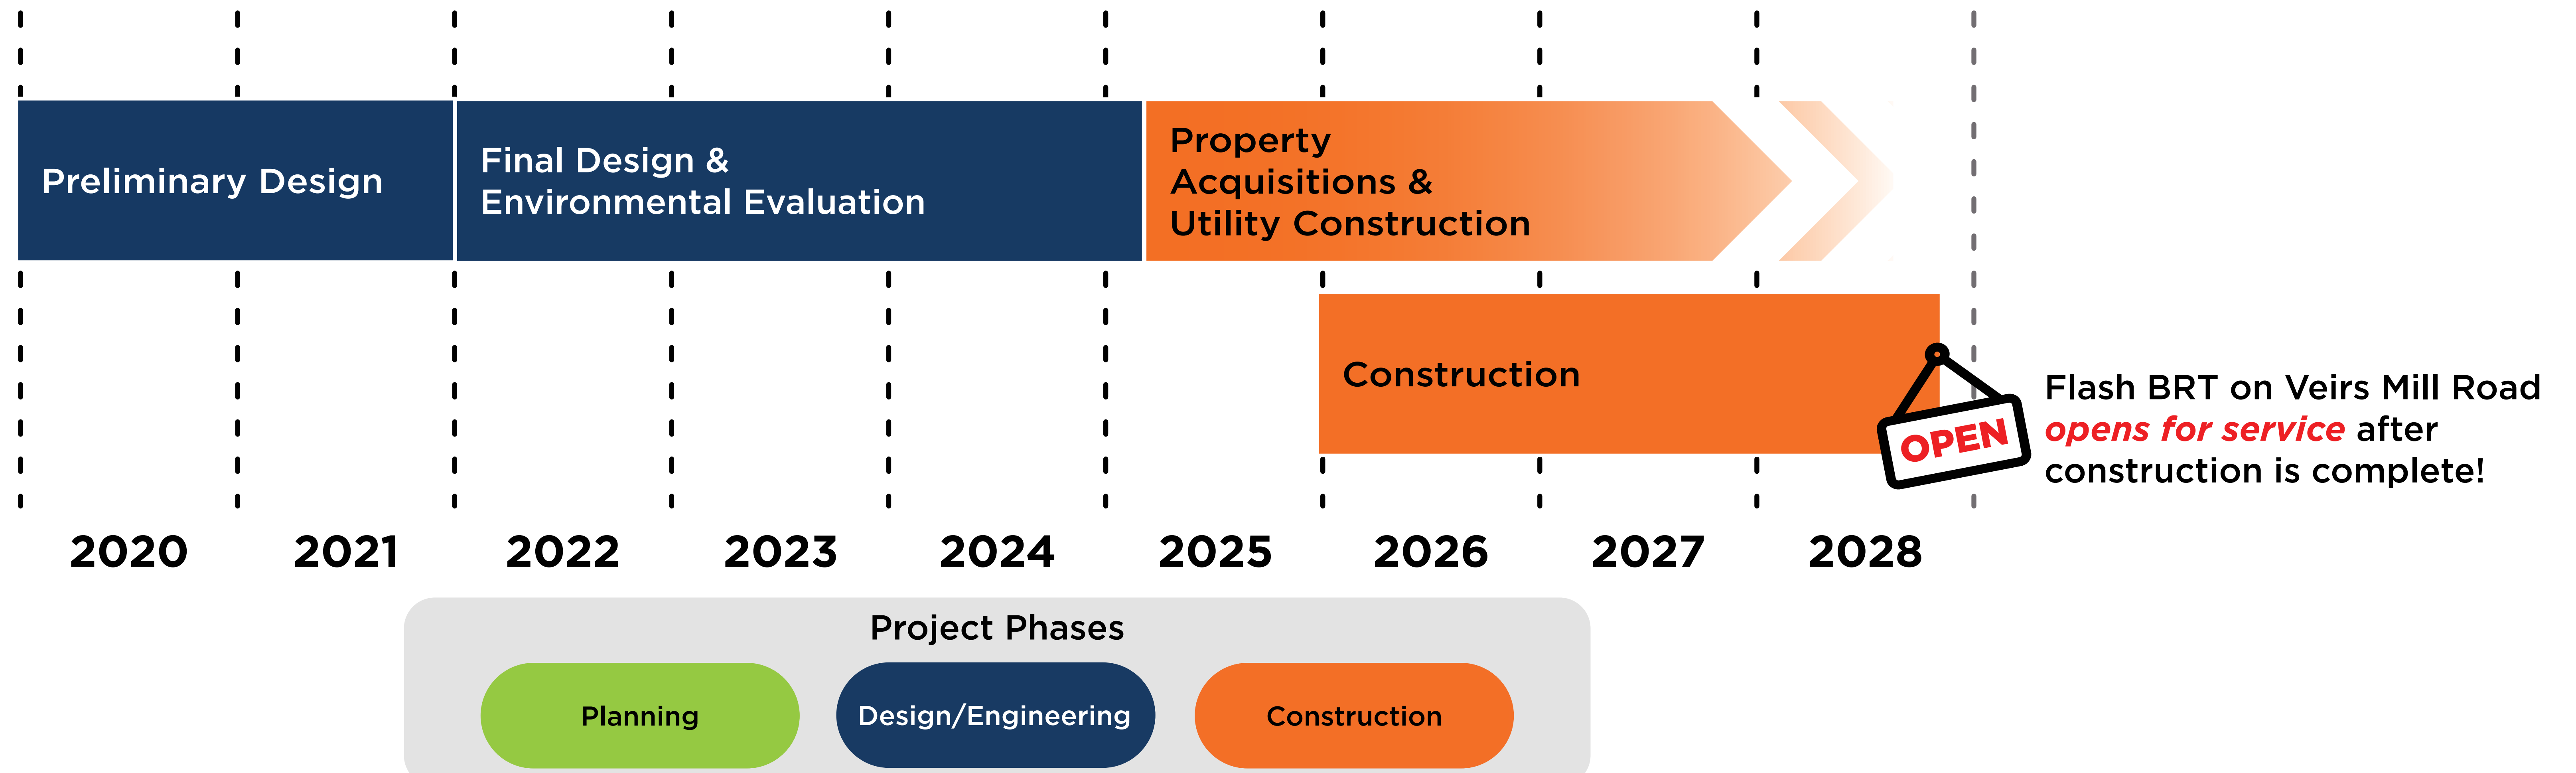 Preliminary Design
Final Design &
Environmental Evaluation
Property
Acquisitions &
Utility Construction
Construction
OPEN
Flash BRT on Veirs Mill Road
opens for service after
construction is complete!
2020 2021 2022 2023 2024 2025 2026 2027 2028
Project Phases
Planning Design/Engineering Construction